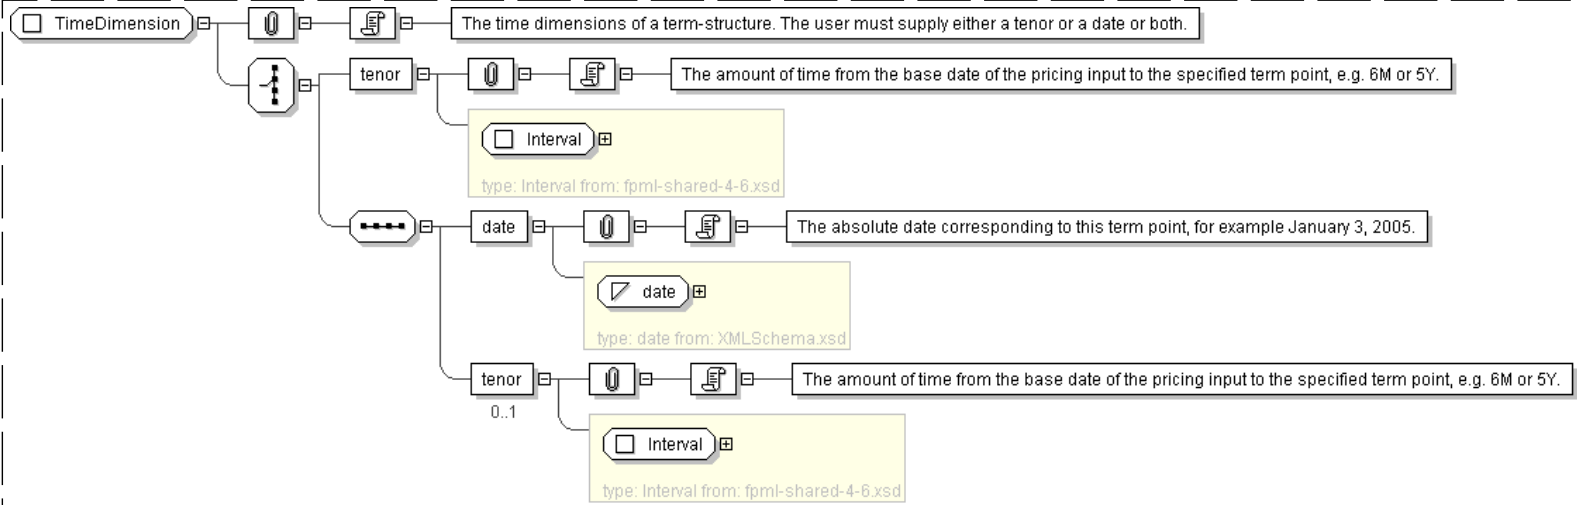 TimeDimension
The time dimensions of a term-structure. The user must supply either a tenor or a date or both.
tenor
The amount of time from the base date of the pricing input to the specified term point, e.g. 6M or 5Y.
Interval
type: Interval from: fpml-shared-4-6.xsd
date
The absolute date corresponding to this term point, for example January 3, 2005.
date
type: date from: XMLSchema.xsd
tenor
The amount of time from the base date of the pricing input to the specified term point, e.g. 6M or 5Y.
0..1
Interval
type: Interval from: fpml-shared-4-6.xsd